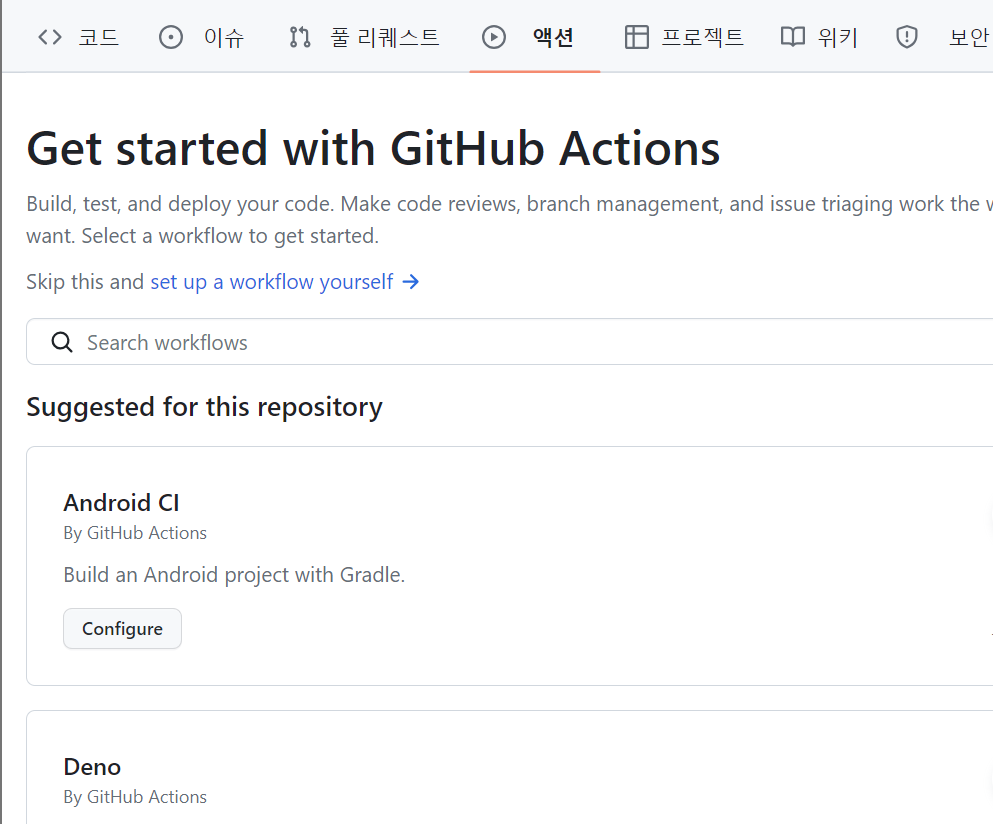 코드 이슈 풀 리퀘스트 액션 프로젝트 위키 보안
Get started with GitHub Actions
Build, test, and deploy your code. Make code reviews, branch management, and issue triaging work the
want. Select a workflow to get started.
Skip this and set up a workflow yourself →
Search workflows
Suggested for this repository
Android CI
By GitHub Actions
Build an Android project with Gradle.
Configure
Deno
By GitHub Actions